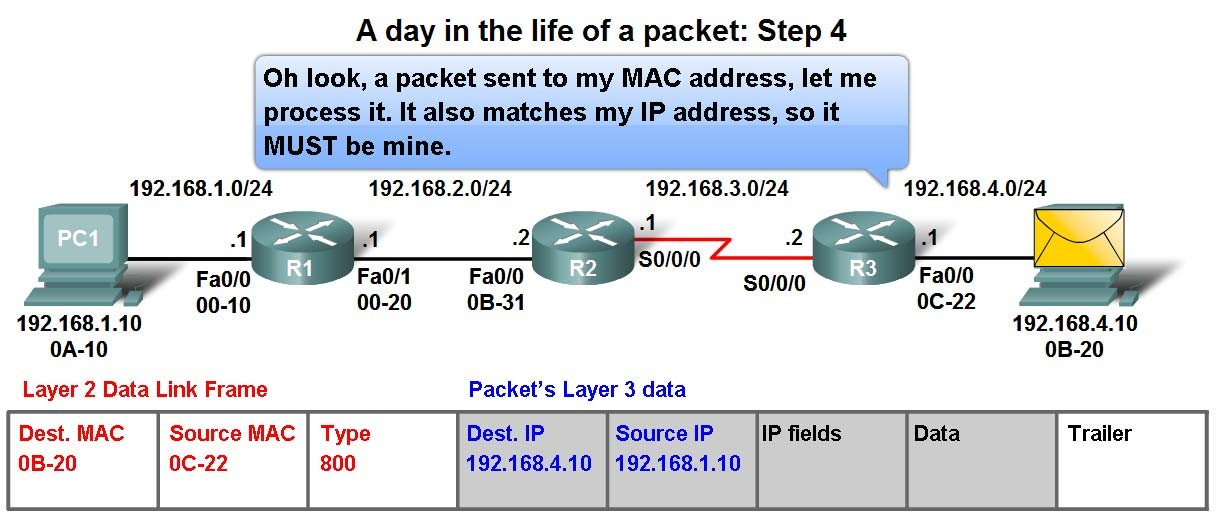 A day in the life of a packet: Step 4
Oh look, a packet sent to my MAC address, let me
process it. It also matches my IP address, so it
MUST be mine.
192.168.1.0/24
192.168.2.0/24
192.168.3.0/24
192.168.4.0/24
PC1
.1
R1
.1
.2
R2
.1
.2
R3
.1
Fa0/0
00-10
Fa0/1
00-20
Fa0/0
0B-31
S0/0/0
S0/0/0
Fa0/0
0C-22
192.168.1.10
0A-10
192.168.4.10
0B-20
Layer 2 Data Link Frame
Packet's Layer 3 data
Dest. MAC
0B-20
Source MAC
0C-22
Type
800
Dest. IP
192.168.4.10
Source IP
192.168.1.10
IP fields
Data
Trailer